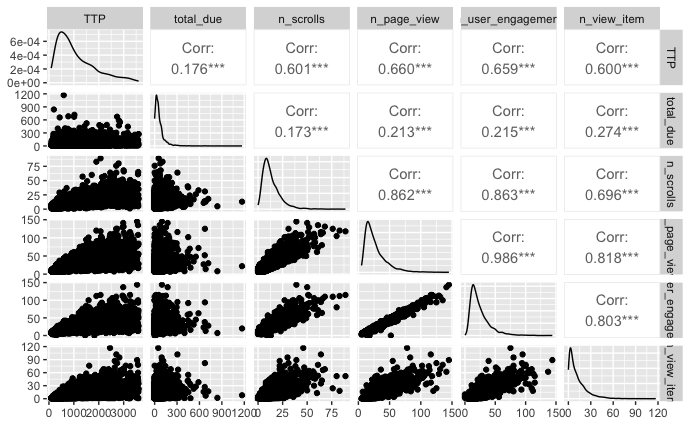 TTP total_due n_scrolls n_page_view _user_engagemer n_view_item
6e-04 4e-04 2e-04 0e+00
Corr: 0.176***
Corr: 0.601***
Corr: 0.660***
Corr: 0.659***
Corr: 0.600***
TTP
1200 900 600 300 0
Corr: 0.173***
Corr: 0.213***
Corr: 0.215***
Corr: 0.274***
total_due
75 50 25 0
Corr: 0.862***
Corr: 0.863***
Corr: 0.696***
n_scrolls
150 100 50 0
Corr: 0.986***
Corr: 0.818***
_page_vie
150 100 50 0
Corr: 0.803***
er_engage
120 90 60 30 0
_view_iter
0 1000 2000 3000 0 300 600 900 1200 0 25 50 75 0 50 100 150 0 50 100 150 0 30 60 90 120